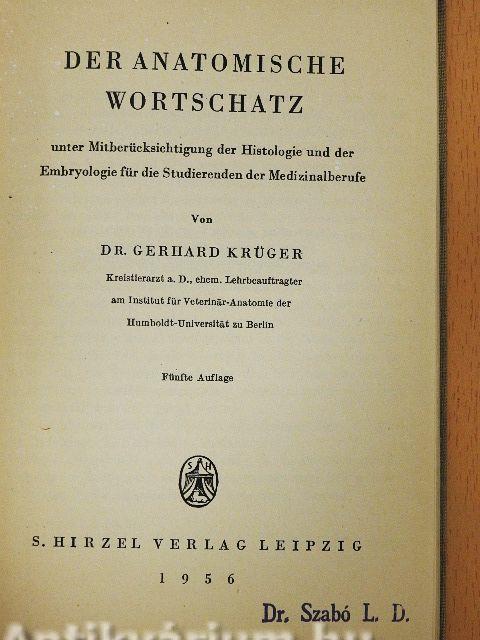 DER ANATOMISCHE
WORTSCHATZ
unter Mitberücksichtigung der Histologie und der
Embryologie für die Studierenden der Medizinalberufe
Von
DR. GERHARD KRÜGER
Kreistierarzt a. D., ehem. Lehrbeauftragter
am Institut für Veterinär-Anatomie der
Humboldt-Universität zu Berlin
Fünfte Auflage
S H
S. HIRZEL VERLAG LEIPZIG
1956
Dr. Szabó L. D.
Antikvárium.hu